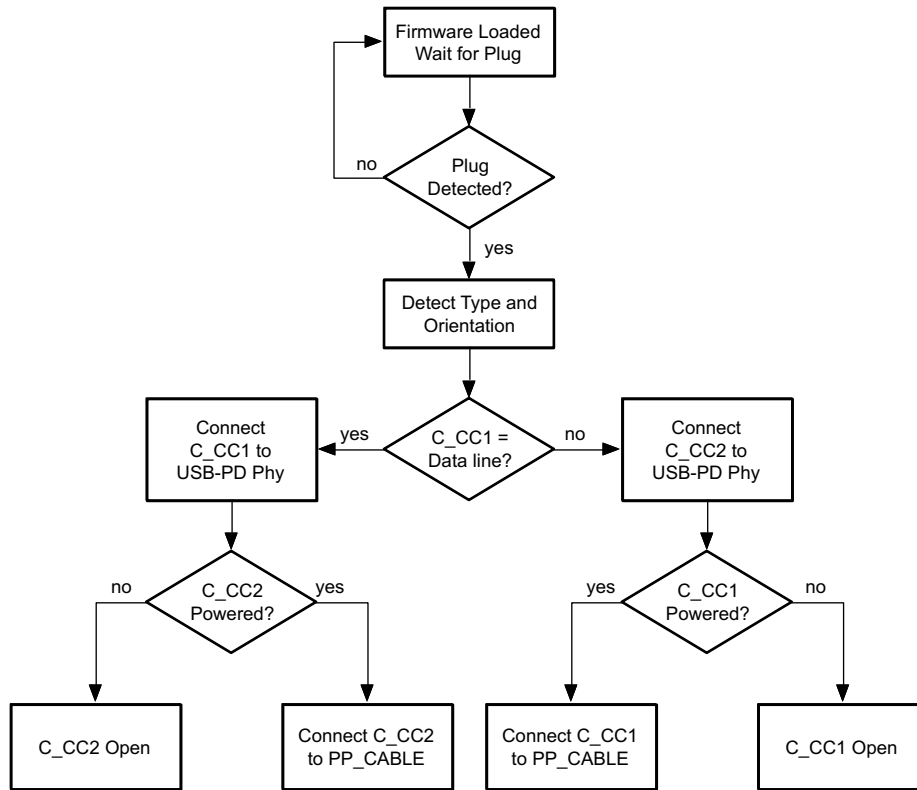 Firmware Loaded
Wait for Plug
no
Plug
Detected?
yes
Detect Type and
Orientation
Connect
C_CC1 to
USB-PD Phy
yes
C_CC1 =
Data line?
no
Connect
C_CC2 to
USB-PD Phy
no
C_CC2
Powered?
yes
yes
C_CC1
Powered?
no
C_CC2 Open
Connect C_CC2
to PP_CABLE
Connect C_CC1
to PP_CABLE
C_CC1 Open